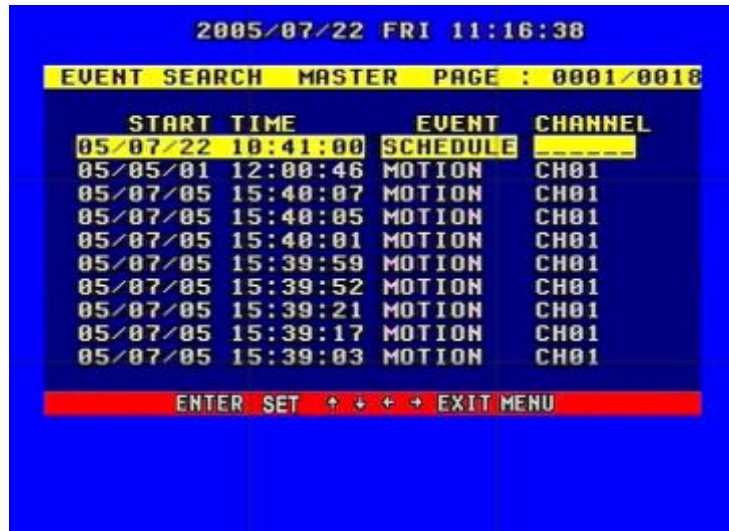 2005/07/22 FRI 11:16:38
EVENT SEARCH MASTER PAGE : 0001/0018
START TIME EVENT CHANNEL
05/07/22 10:41:00 SCHEDULE ______
05/05/01 12:00:46 MOTION CH01
05/07/05 15:40:07 MOTION CH01
05/07/05 15:40:05 MOTION CH01
05/07/05 15:40:01 MOTION CH01
05/07/05 15:39:59 MOTION CH01
05/07/05 15:39:52 MOTION CH01
05/07/05 15:39:21 MOTION CH01
05/07/05 15:39:17 MOTION CH01
05/07/05 15:39:03 MOTION CH01
ENTER SET ↑ ↓ ← → EXIT MENU